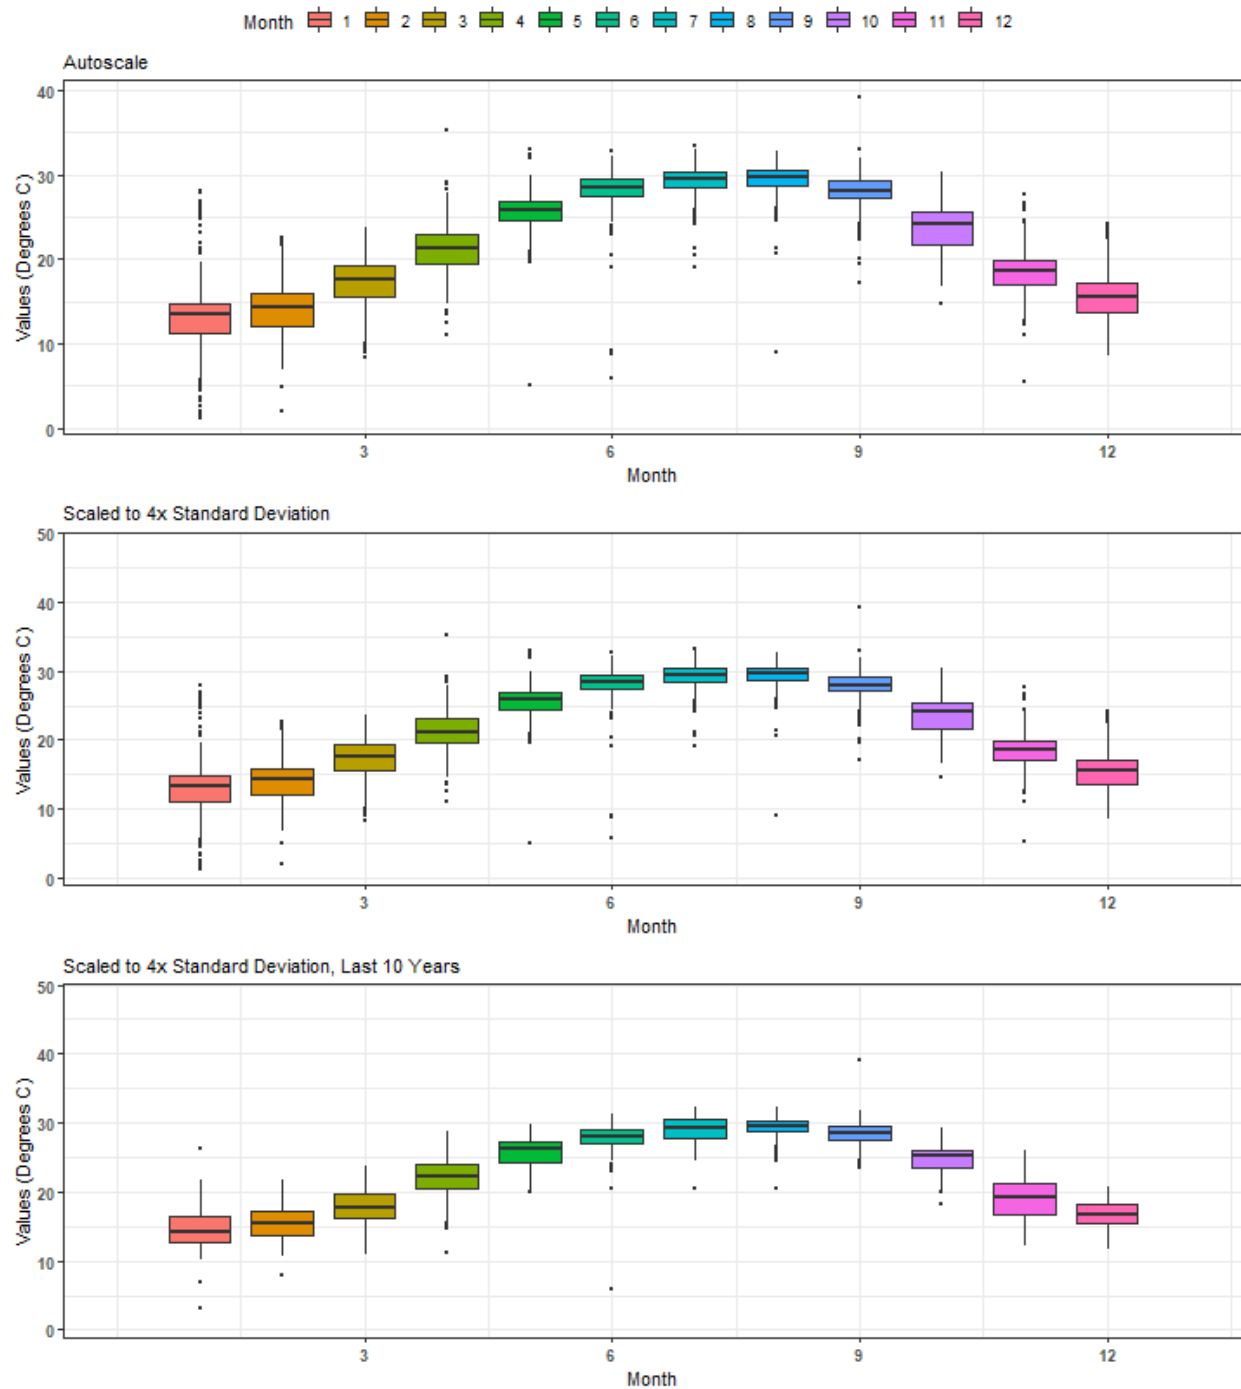 Month 1 2 3 4 5 6 7 8 9 10 11 12
Autoscale
Values (Degrees C)
40
30
20
10
0
3 6 9 12
Month
Scaled to 4x Standard Deviation
Values (Degrees C)
50
40
30
20
10
0
3 6 9 12
Month
Scaled to 4x Standard Deviation, Last 10 Years
Values (Degrees C)
50
40
30
20
10
0
3 6 9 12
Month